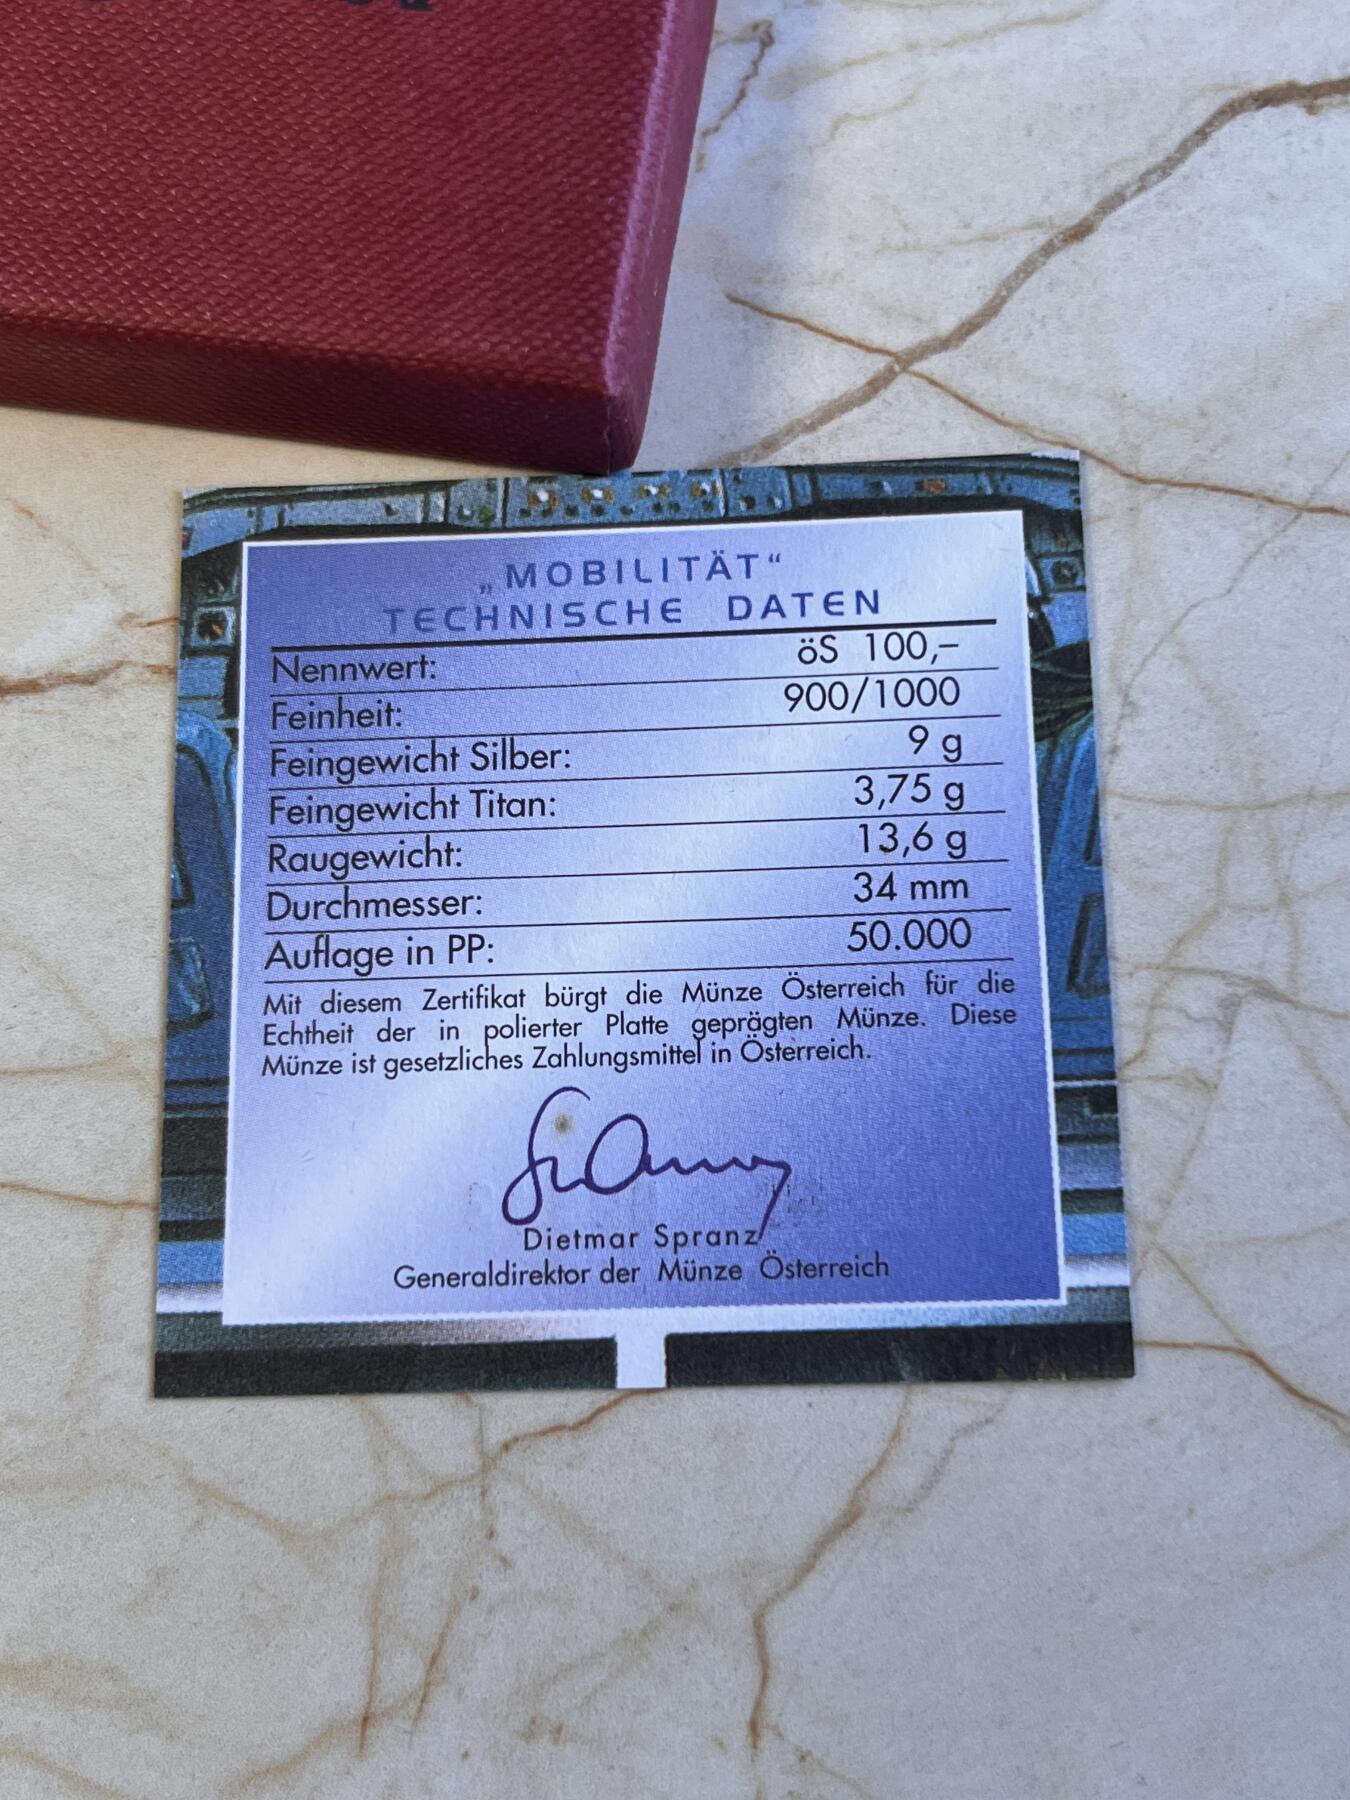 „MOBILITÄT“
TECHNISCHE DATEN
Nennwert: öS 100,–
Feinheit: 900/1000
Feingewicht Silber: 9 g
Feingewicht Titan: 3,75 g
Raugewicht: 13,6 g
Durchmesser: 34 mm
Auflage in PP: 50.000
Mit diesem Zertifikat bürgt die Münze Österreich für die
Echtheit der in polierter Platte geprägten Münze. Diese
Münze ist gesetzliches Zahlungsmittel in Österreich.
Dietmar Spranz
Generaldirektor der Münze Österreich